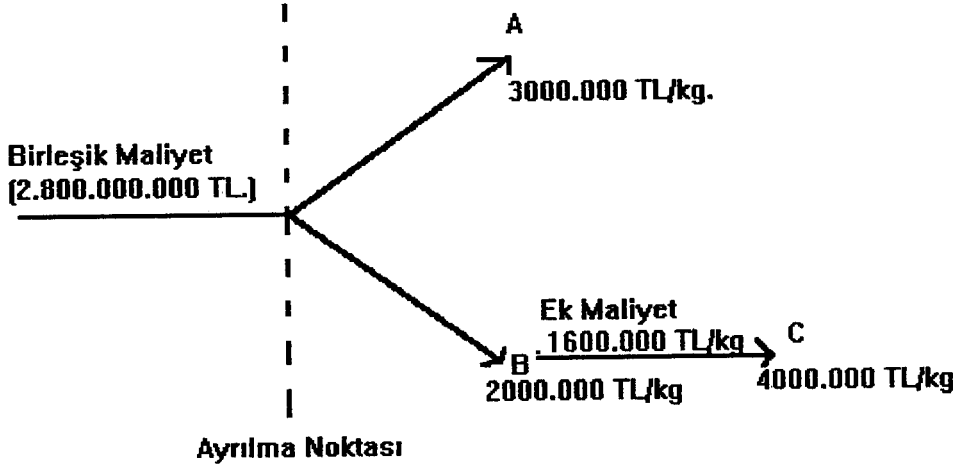 A
3000.000 TL/kg.
Birleşik Maliyet
(2.800.000.000 TL.)
Ek Maliyet
1600.000 TL/kg
C
B
2000.000 TL/kg
4000.000 TL/kg
Ayrılma Noktası